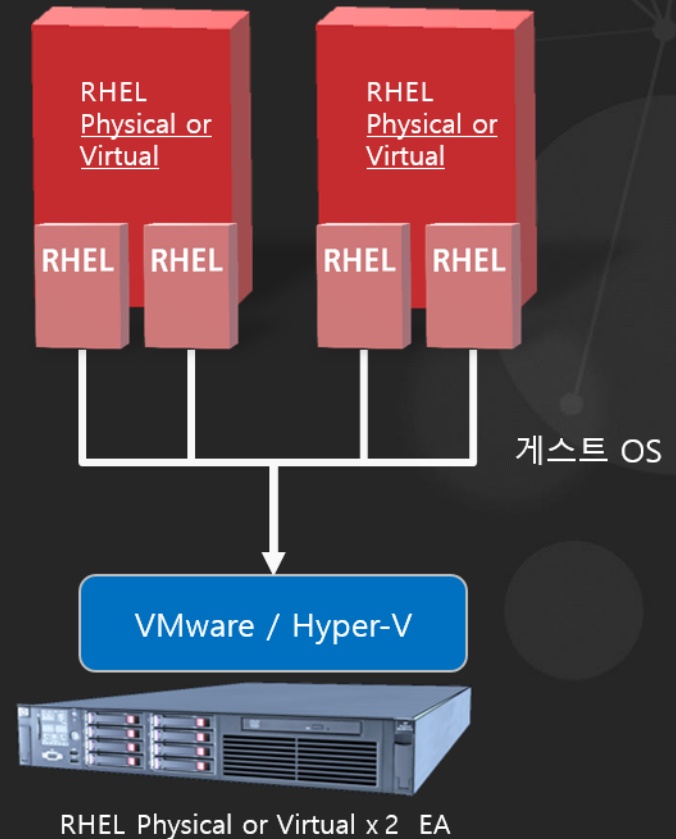 RHEL
Physical or
Virtual
RHEL
Physical or
Virtual
RHEL
RHEL
RHEL
RHEL
게스트 OS
VMware / Hyper-V
RHEL Physical or Virtual x 2 EA